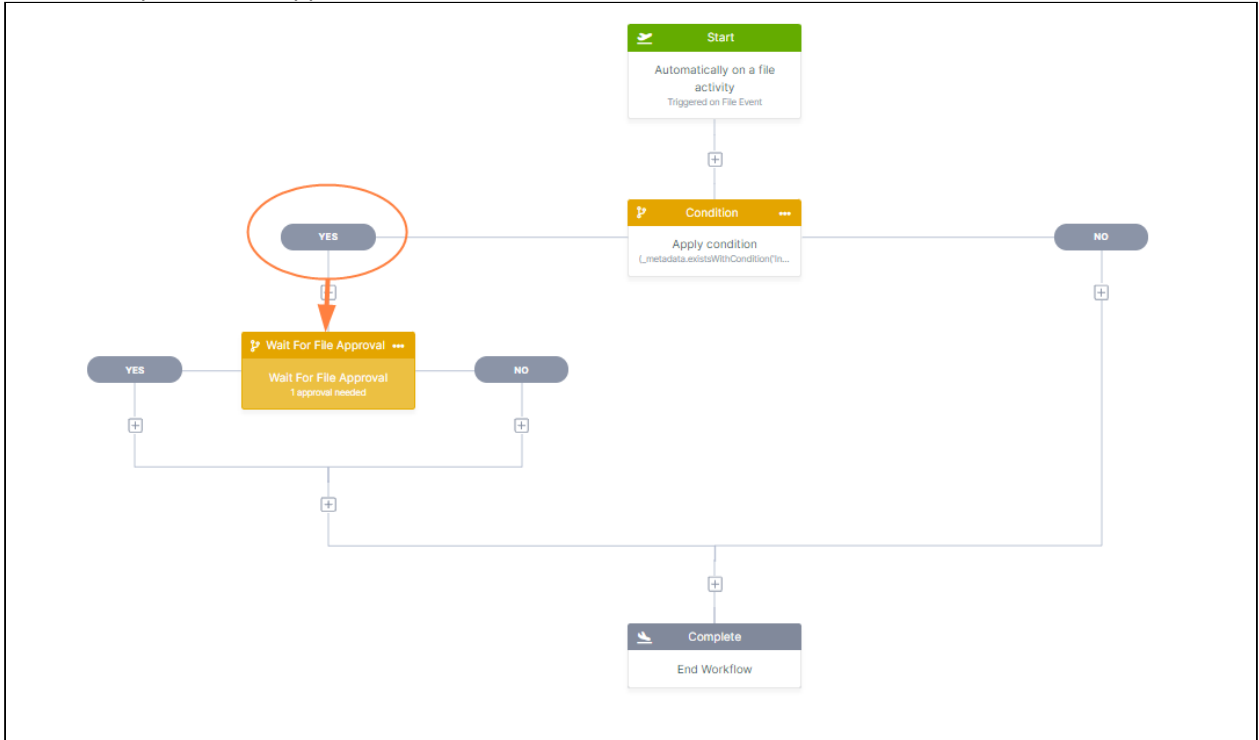 Start
Automatically on a file
activity
Triggered on File Event
Condition
Apply condition
(_metadata.existsWithCondition('In...
YES
NO
Wait For File Approval
Wait For File Approval
1 approval needed
YES
NO
Complete
End Workflow